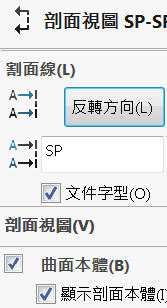 剖面視圖 SP-SP
割面線(L)
A
A
反轉方向(L)
A
A
SP
文件字型(O)
剖面視圖(V)
曲面本體(B)
顯示剖面本體(